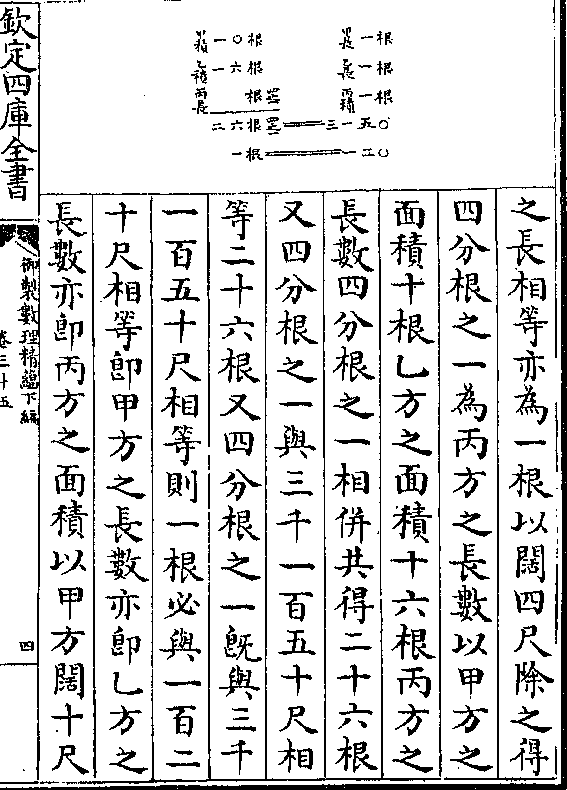 欽定四庫全書
御製數理精蘊下編
卷三十五
四
甲長 一根
乙長 一根
丙積 一根
甲積 一〇根
乙積 一六根
丙長 根
二六根 三一五〇
一根 一二〇
之長相等亦為一根以闊四尺除之得
四分根之一為丙方之長數以甲方之
面積十根乙方之面積十六根丙方之
長數四分根之一相併共得二十六根
又四分根之一與三千一百五十尺相
等二十六根又四分根之一旣與三千
一百五十尺相等則一根必與一百二
十尺相等卽甲方之長數亦卽乙方之
長數亦卽丙方之面積以甲方闊十尺